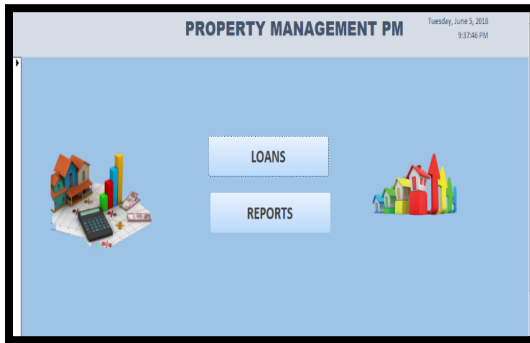 PROPERTY MANAGEMENT PM
Tuesday, June 5, 2018
9:37:46 PM
LOANS
REPORTS